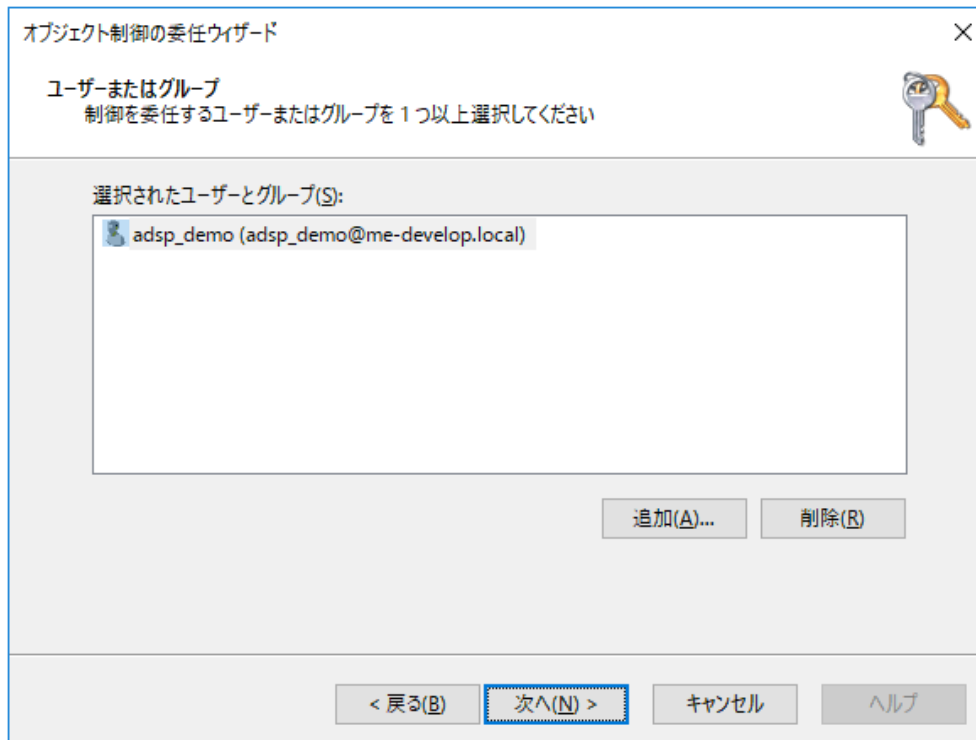 オブジェクト制御の委任ウィザード
ユーザーまたはグループ
制御を委任するユーザーまたはグループを 1 つ以上選択してください
選択されたユーザーとグループ(S):
adsp_demo (adsp_demo@me-develop.local)
追加(A)... 削除(R)
< 戻る(B) 次へ(N) > キャンセル ヘルプ